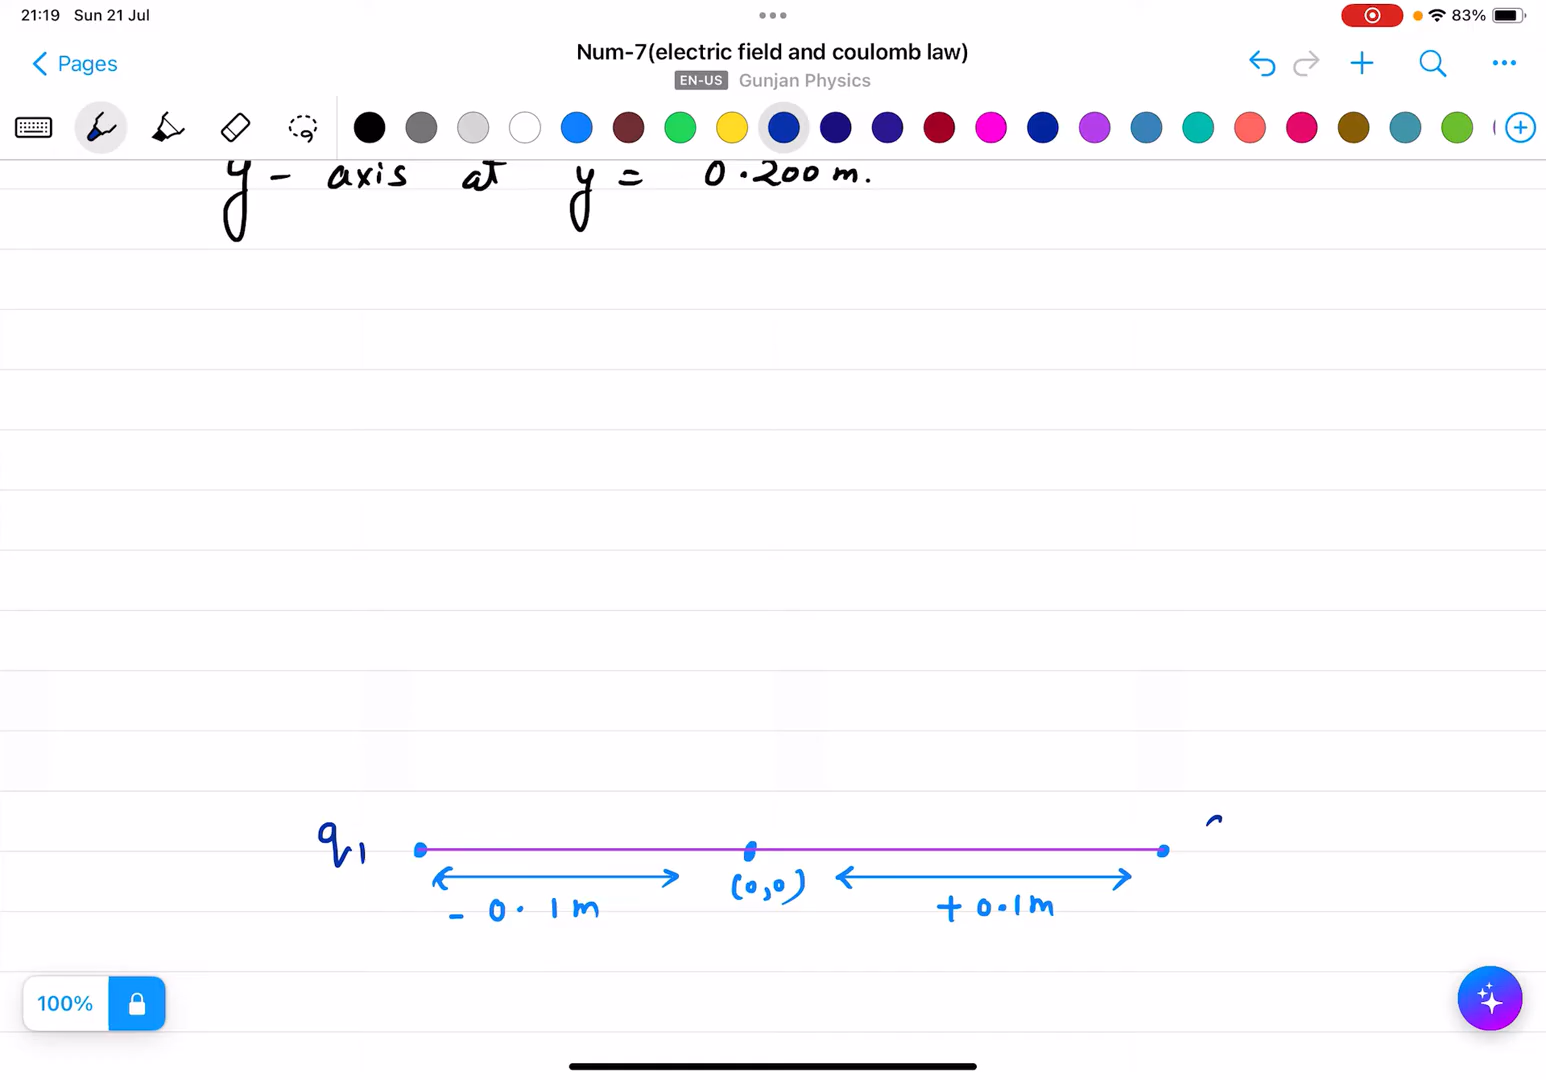 21:19 Sun 21 Jul
83%
Pages
Num-7(electric field and coulomb law)
EN-US Gunjan Physics
y - axis at y = 0.200 m.
q1
(0,0)
- 0.1m
+ 0.1m
100%